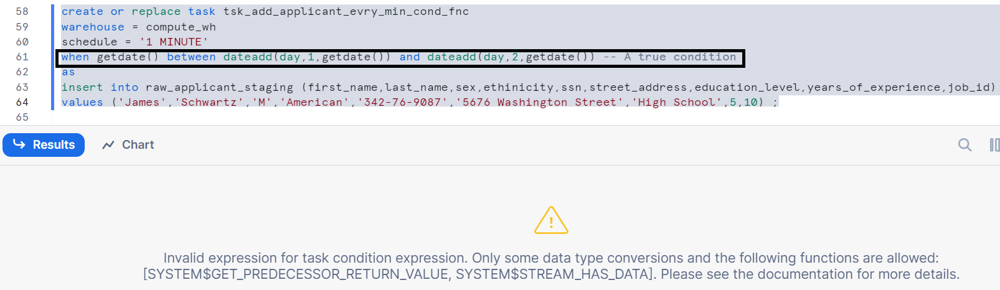 58 create or replace task tsk_add_applicant_evry_min_cond_fnc
59 warehouse = compute_wh
60 schedule = '1 MINUTE'
61 when getdate() between dateadd(day,1,getdate()) and dateadd(day,2,getdate()) -- A true condition
62 as
63 insert into raw_applicant_staging (first_name,last_name,sex,ethinicity,ssn,street_address,education_level,years_of_experience,job_id)
64 values ('James','Schwartz','M','American','342-76-9087','5676 Washington Street','High School',5,10) ;
65
Results Chart
Invalid expression for task condition expression. Only some data type conversions and the following functions are allowed:
[SYSTEM$GET_PREDECESSOR_RETURN_VALUE, SYSTEM$STREAM_HAS_DATA]. Please see the documentation for more details.